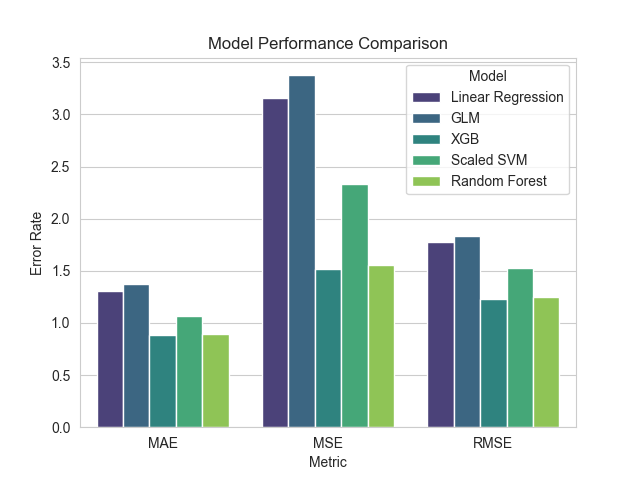 Model Performance Comparison
3.5
3.0
2.5
2.0
1.5
1.0
0.5
0.0
Error Rate
Model
Linear Regression
GLM
XGB
Scaled SVM
Random Forest
MAE
MSE
RMSE
Metric